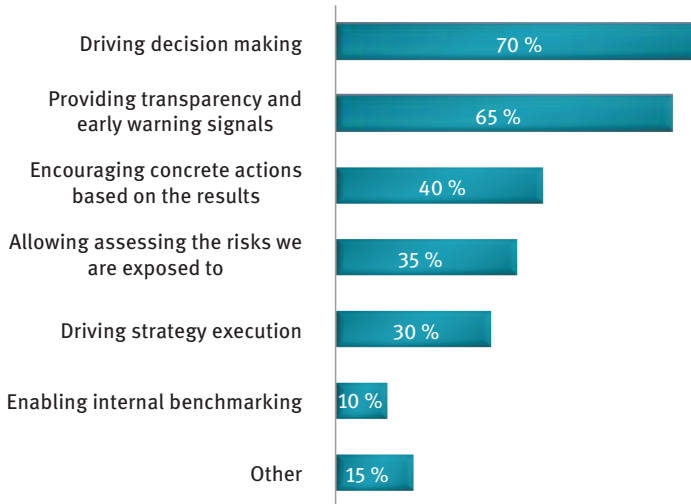 Driving decision making
70 %
Providing transparency and
early warning signals
65 %
Encouraging concrete actions
based on the results
40 %
Allowing assessing the risks we
are exposed to
35 %
Driving strategy execution
30 %
Enabling internal benchmarking
10 %
Other
15 %